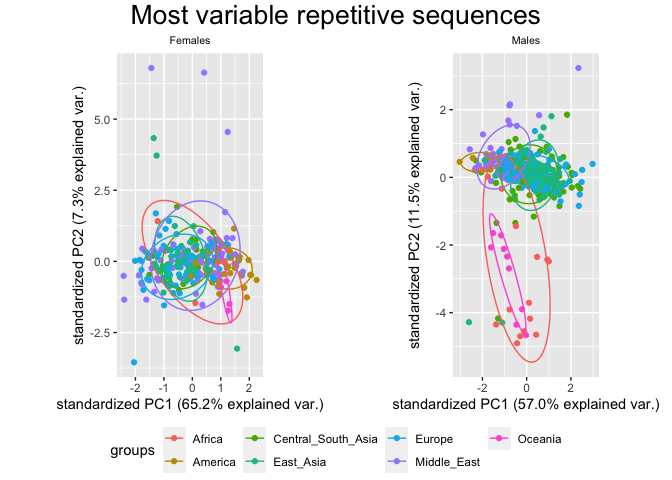 Most variable repetitive sequences
Females
Males
standardized PC2 (7.3% explained var.)
5.0
2.5
0.0
-2.5
-2 -1 0 1 2
standardized PC1 (65.2% explained var.)
standardized PC2 (11.5% explained var.)
2
0
-2
-4
-2 0 2
standardized PC1 (57.0% explained var.)
groups
Africa
Central_South_Asia
Europe
Oceania
America
East_Asia
Middle_East